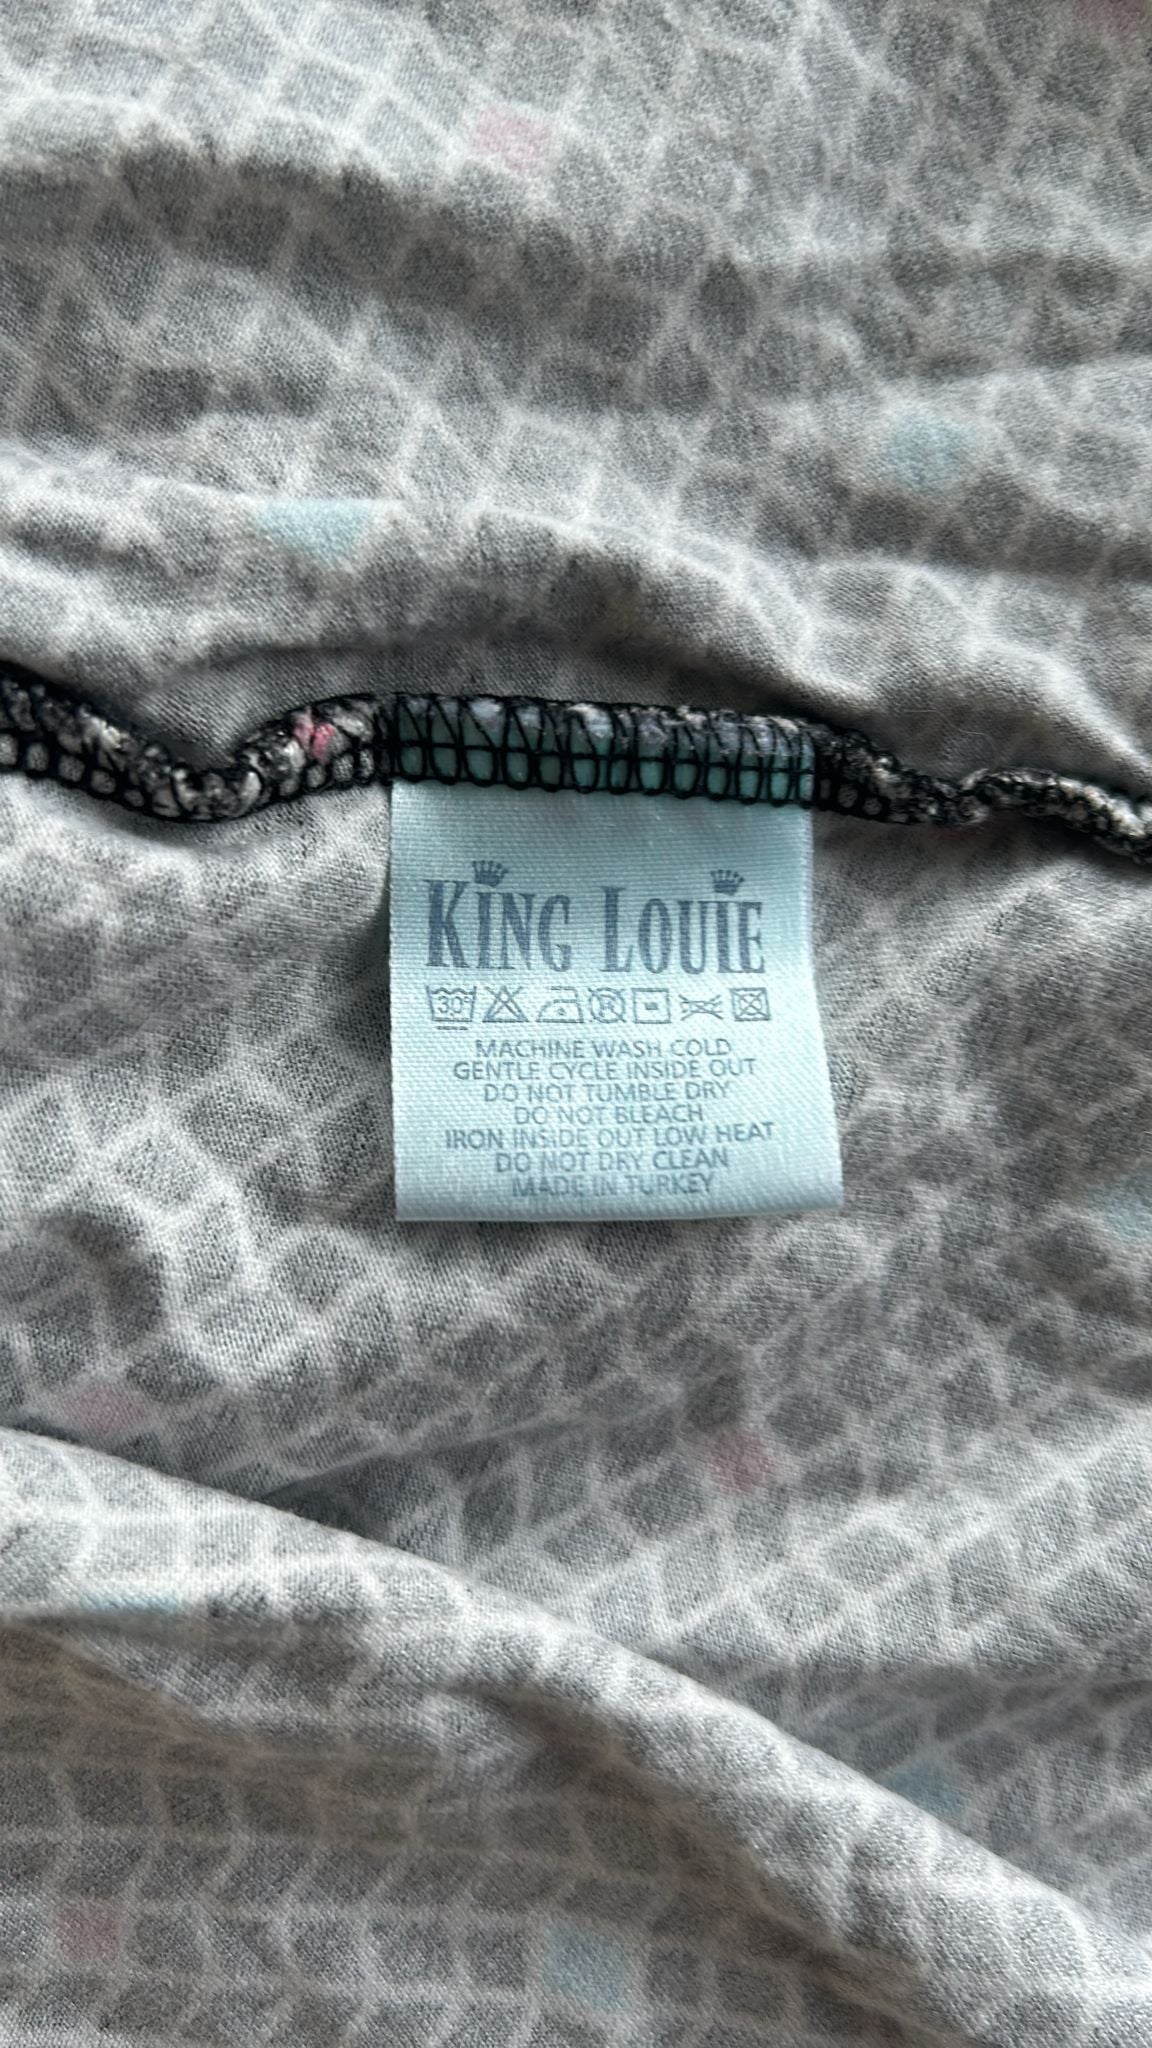 KING LOUIE
30°
MACHINE WASH COLD
GENTLE CYCLE INSIDE OUT
DO NOT TUMBLE DRY
DO NOT BLEACH
IRON INSIDE OUT LOW HEAT
DO NOT DRY CLEAN
MADE IN TURKEY